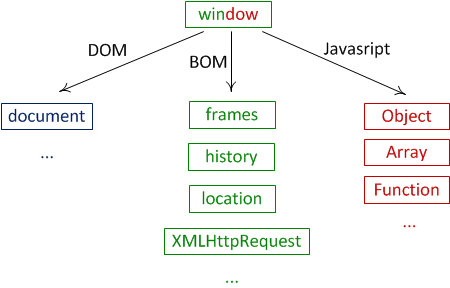 window
DOM
BOM
Javasript
document
...
frames
history
location
XMLHttpRequest
...
Object
Array
Function
...